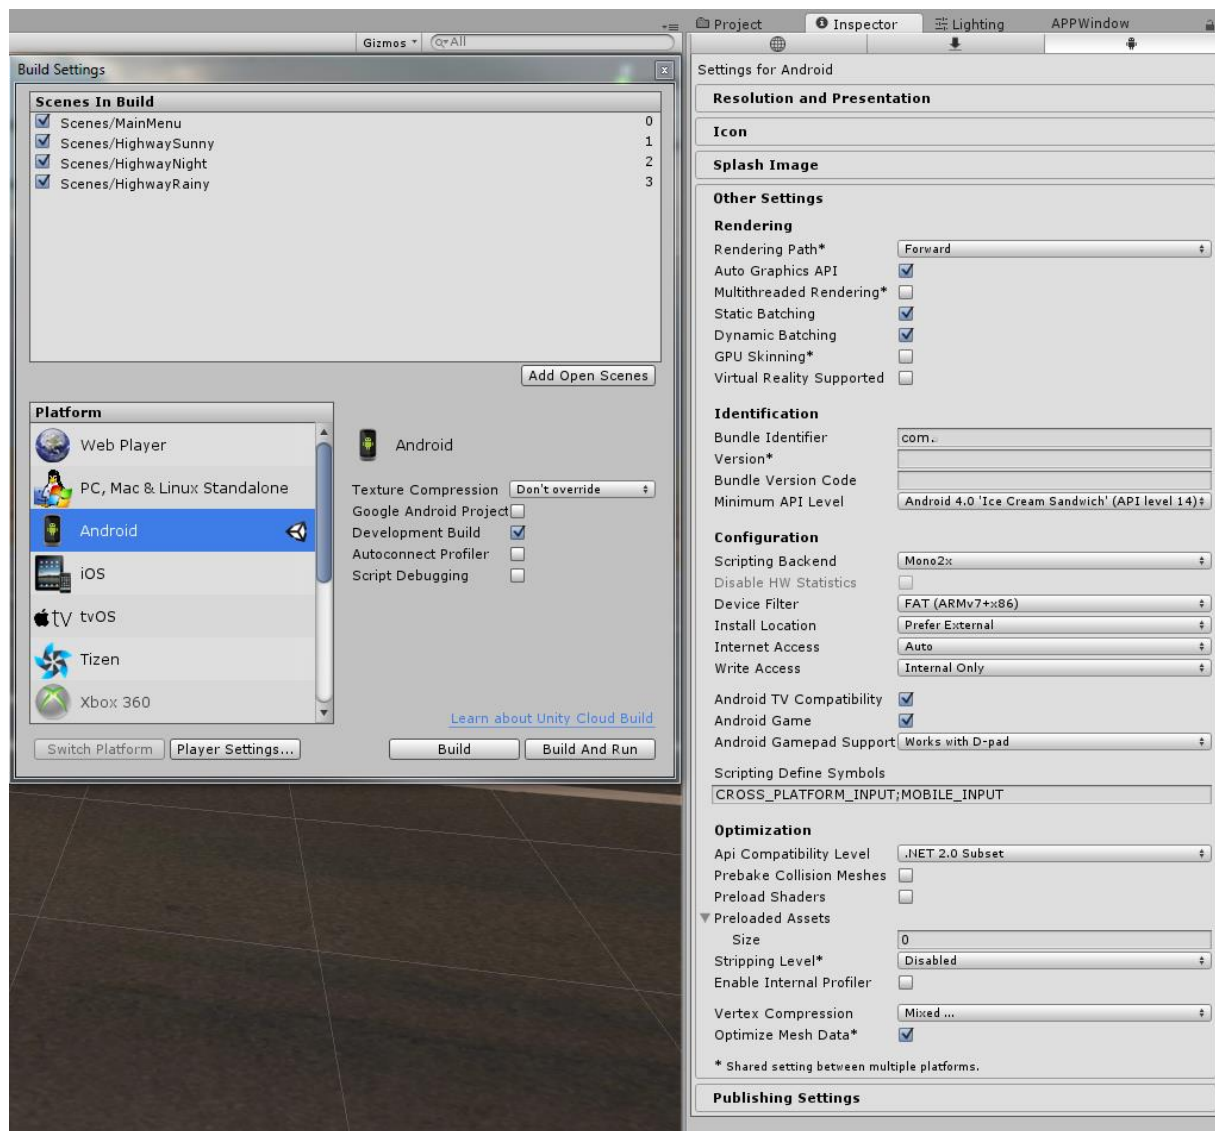 Gizmos
All
Build Settings
Scenes In Build
Scenes/MainMenu 0
Scenes/HighwaySunny 1
Scenes/HighwayNight 2
Scenes/HighwayRainy 3
Add Open Scenes
Platform
Web Player
PC, Mac & Linux Standalone
Android
iOS
tv tvOS
Tizen
Xbox 360
Android
Texture Compression Don't override
Google Android Project
Development Build
Autoconnect Profiler
Script Debugging
Learn about Unity Cloud Build
Switch Platform Player Settings... Build Build And Run
Project Inspector Lighting APPWindow
Settings for Android
Resolution and Presentation
Icon
Splash Image
Other Settings
Rendering
Rendering Path* Forward
Auto Graphics API
Multithreaded Rendering*
Static Batching
Dynamic Batching
GPU Skinning*
Virtual Reality Supported
Identification
Bundle Identifier com.
Version*
Bundle Version Code
Minimum API Level Android 4.0 'Ice Cream Sandwich' (API level 14)
Configuration
Scripting Backend Mono2x
Disable HW Statistics
Device Filter FAT (ARMv7+x86)
Install Location Prefer External
Internet Access Auto
Write Access Internal Only
Android TV Compatibility
Android Game
Android Gamepad Support Works with D-pad
Scripting Define Symbols
CROSS_PLATFORM_INPUT;MOBILE_INPUT
Optimization
Api Compatibility Level .NET 2.0 Subset
Prebake Collision Meshes
Preload Shaders
Preloaded Assets
Size 0
Stripping Level* Disabled
Enable Internal Profiler
Vertex Compression Mixed ...
Optimize Mesh Data*
* Shared setting between multiple platforms.
Publishing Settings